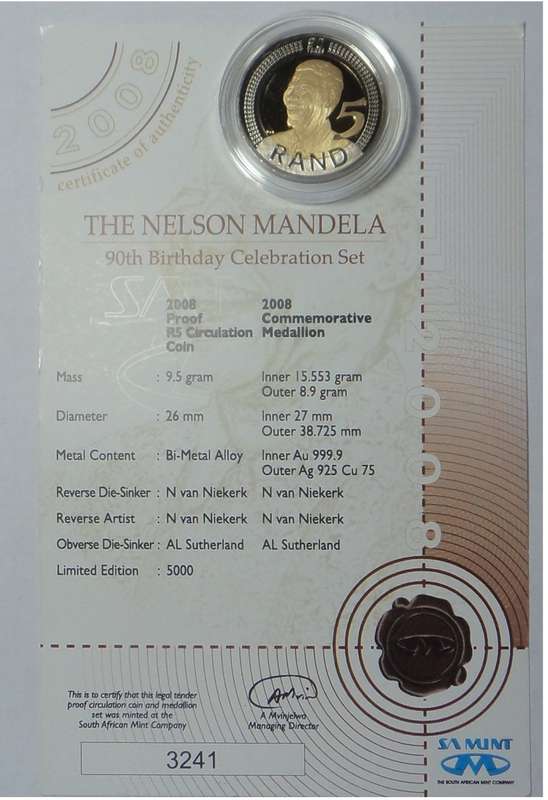 5
RAND
2008
certificate of authenticity
THE NELSON MANDELA
90th Birthday Celebration Set
2008 Proof R5 Circulation Coin
2008 Commemorative Medallion
Mass : 9.5 gram Inner 15.553 gram
Outer 8.9 gram
Diameter : 26 mm Inner 27 mm
Outer 38.725 mm
Metal Content : Bi-Metal Alloy Inner Au 999.9
Outer Ag 925 Cu 75
Reverse Die-Sinker : N van Niekerk N van Niekerk
Reverse Artist : N van Niekerk N van Niekerk
Obverse Die-Sinker : AL Sutherland AL Sutherland
Limited Edition : 5000
2008
This is to certify that this legal tender
proof circulation coin and medallion
set was minted at the
South African Mint Company
A Mvinjelwa
Managing Director
3241
SA MINT
THE SOUTH AFRICAN MINT COMPANY